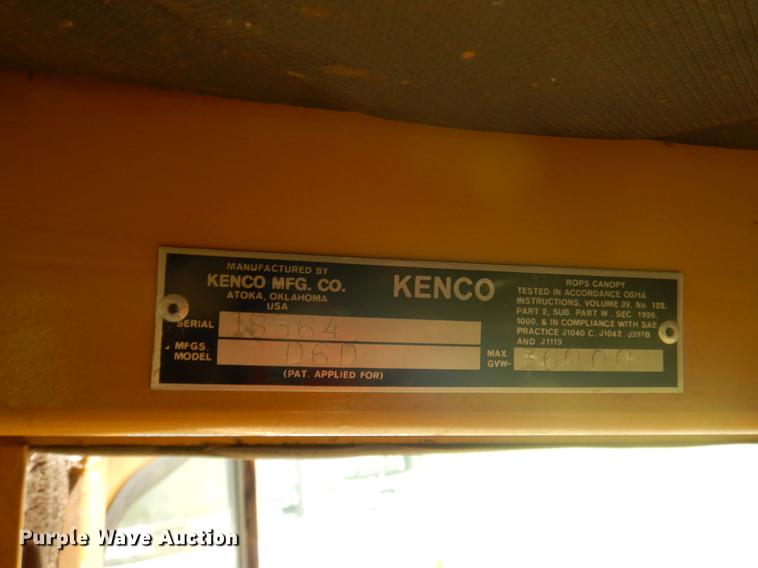 MANUFACTURED BY
KENCO MFG. CO.
ATOKA, OKLAHOMA
USA
KENCO
ROPS CANOPY
TESTED IN ACCORDANCE OSHA
INSTRUCTIONS, VOLUME 39, No. 122,
PART 2, SUB. PART W, SEC. 1926,
1000, & IN COMPLIANCE WITH SAE
PRACTICE J1040 C, J1042, J397B
AND J1119
SERIAL 15364
MFGS. MODEL D6D
(PAT. APPLIED FOR)
MAX. GVW- 36000
Purple Wave Auction